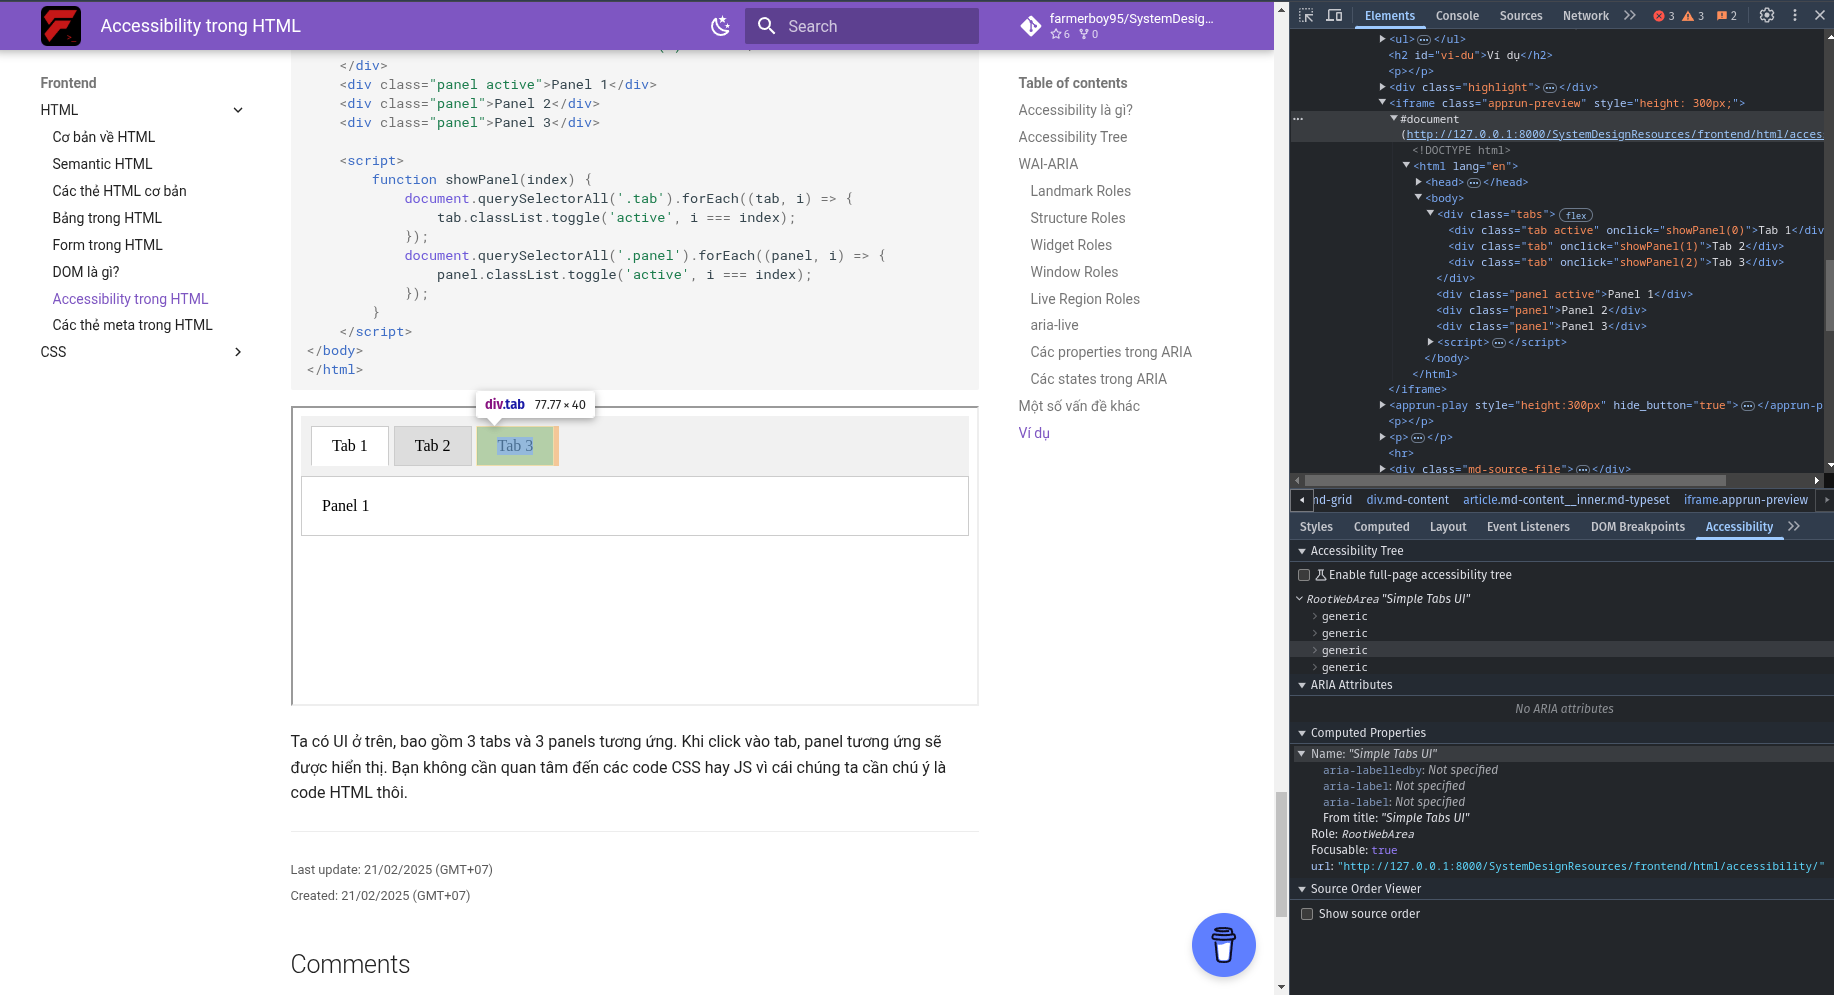 Accessibility trong HTML
Search
farmerboy95/SystemDesig...
6 0
Frontend
HTML
Cơ bản về HTML
Semantic HTML
Các thẻ HTML cơ bản
Bảng trong HTML
Form trong HTML
DOM là gì?
Accessibility trong HTML
Các thẻ meta trong HTML
CSS
</div>
<div class="panel active">Panel 1</div>
<div class="panel">Panel 2</div>
<div class="panel">Panel 3</div>
<script>
function showPanel(index) {
document.querySelectorAll('.tab').forEach((tab, i) => {
tab.classList.toggle('active', i === index);
});
document.querySelectorAll('.panel').forEach((panel, i) => {
panel.classList.toggle('active', i === index);
});
}
</script>
</body>
</html>
div.tab 77.77 × 40
Tab 1 Tab 2 Tab 3
Panel 1
Ta có UI ở trên, bao gồm 3 tabs và 3 panels tương ứng. Khi click vào tab, panel tương ứng sẽ
được hiển thị. Bạn không cần quan tâm đến các code CSS hay JS vì cái chúng ta cần chú ý là
code HTML thôi.
Last update: 21/02/2025 (GMT+07)
Created: 21/02/2025 (GMT+07)
Comments
Table of contents
Accessibility là gì?
Accessibility Tree
WAI-ARIA
Landmark Roles
Structure Roles
Widget Roles
Window Roles
Live Region Roles
aria-live
Các properties trong ARIA
Các states trong ARIA
Một số vấn đề khác
Ví dụ
Elements Console Sources Network 3 3 2
<ul></ul>
<h2 id="vi-du">Ví dụ</h2>
<p></p>
<div class="highlight"></div>
<iframe class="apprun-preview" style="height: 300px;">
#document
(http://127.0.0.1:8000/SystemDesignResources/frontend/html/acces
<!DOCTYPE html>
<html lang="en">
<head></head>
<body>
<div class="tabs"> flex
<div class="tab active" onclick="showPanel(0)">Tab 1</div
<div class="tab" onclick="showPanel(1)">Tab 2</div>
<div class="tab" onclick="showPanel(2)">Tab 3</div>
</div>
<div class="panel active">Panel 1</div>
<div class="panel">Panel 2</div>
<div class="panel">Panel 3</div>
<script></script>
</body>
</html>
</iframe>
<apprun-play style="height:300px" hide_button="true"></apprun-p
<p></p>
<p></p>
<hr>
<div class="md-source-file"></div>
nd-grid div.md-content article.md-content__inner.md-typeset iframe.apprun-preview
Styles Computed Layout Event Listeners DOM Breakpoints Accessibility
Accessibility Tree
Enable full-page accessibility tree
RootWebArea "Simple Tabs UI"
generic
generic
generic
generic
ARIA Attributes
No ARIA attributes
Computed Properties
Name: "Simple Tabs UI"
aria-labelledby: Not specified
aria-label: Not specified
aria-label: Not specified
From title: "Simple Tabs UI"
Role: RootWebArea
Focusable: true
url: "http://127.0.0.1:8000/SystemDesignResources/frontend/html/accessibility/"
Source Order Viewer
Show source order